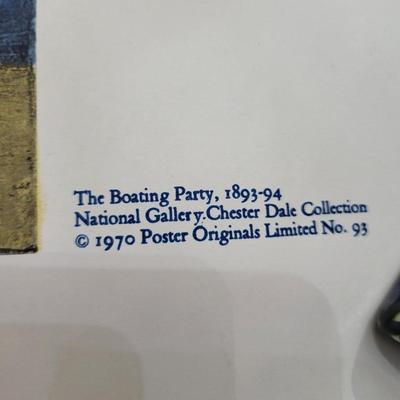 The Boating Party, 1893-94
National Gallery.Chester Dale Collection
© 1970 Poster Originals Limited No. 93